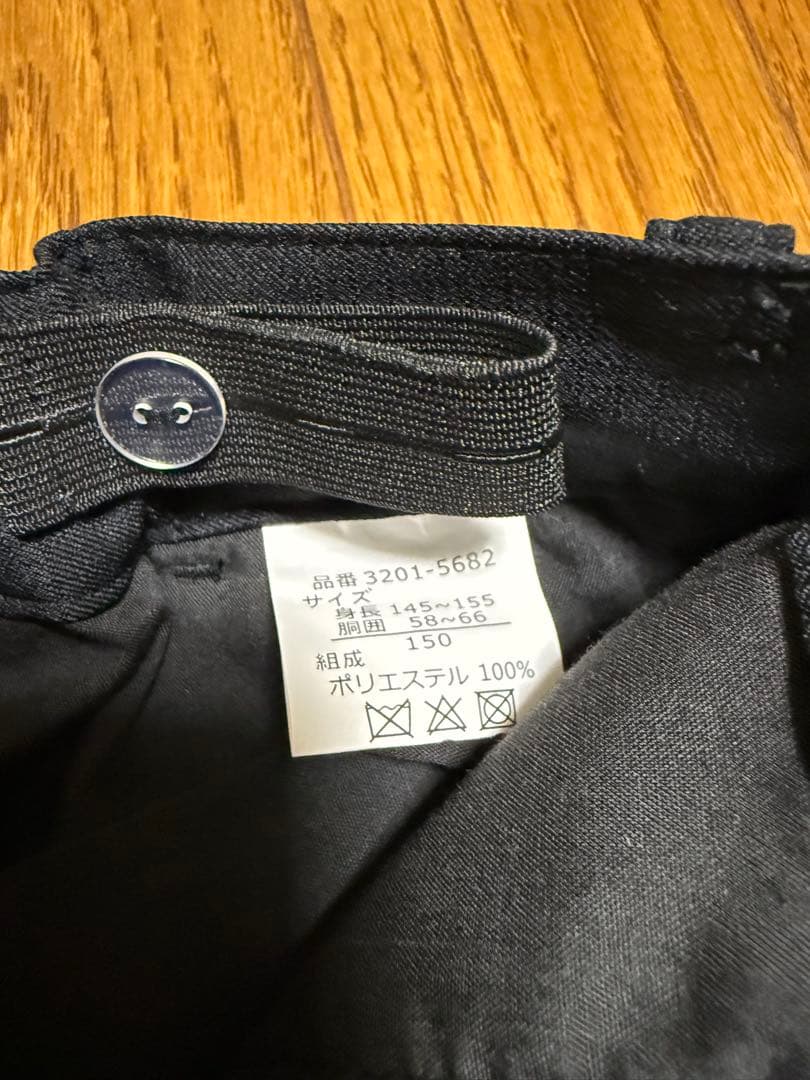 品番 3201-5682
サイズ
身長 145~155
胴囲 58~66
150
組成
ポリエステル 100%